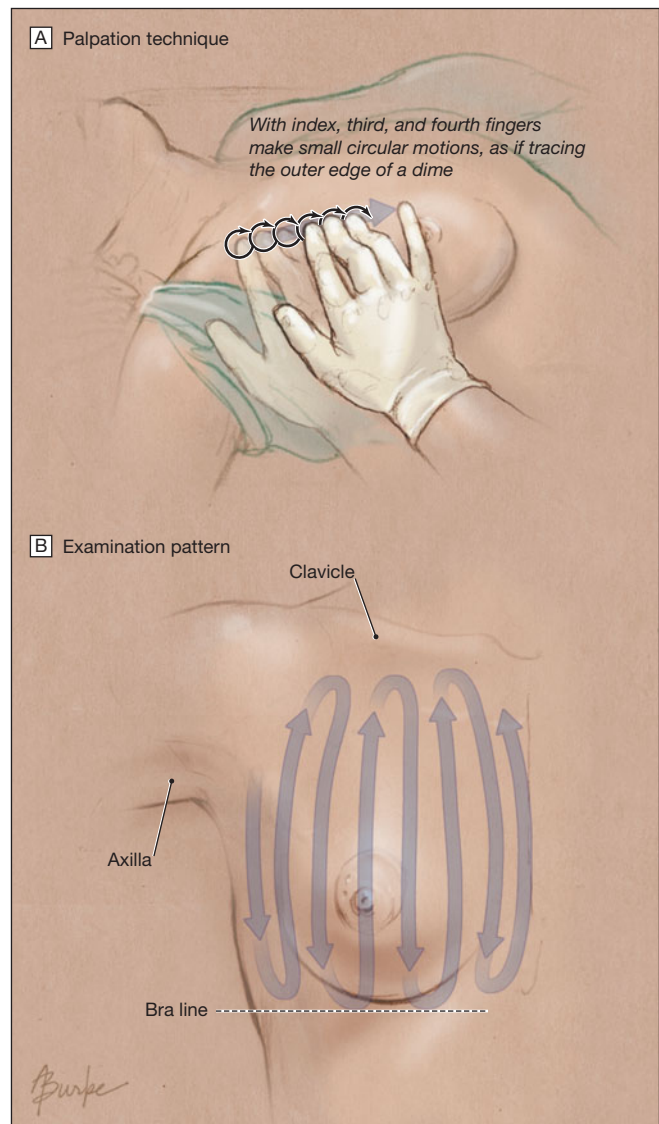 A Palpation technique
With index, third, and fourth fingers
make small circular motions, as if tracing
the outer edge of a dime
B Examination pattern
Clavicle
Axilla
Bra line
ABurke